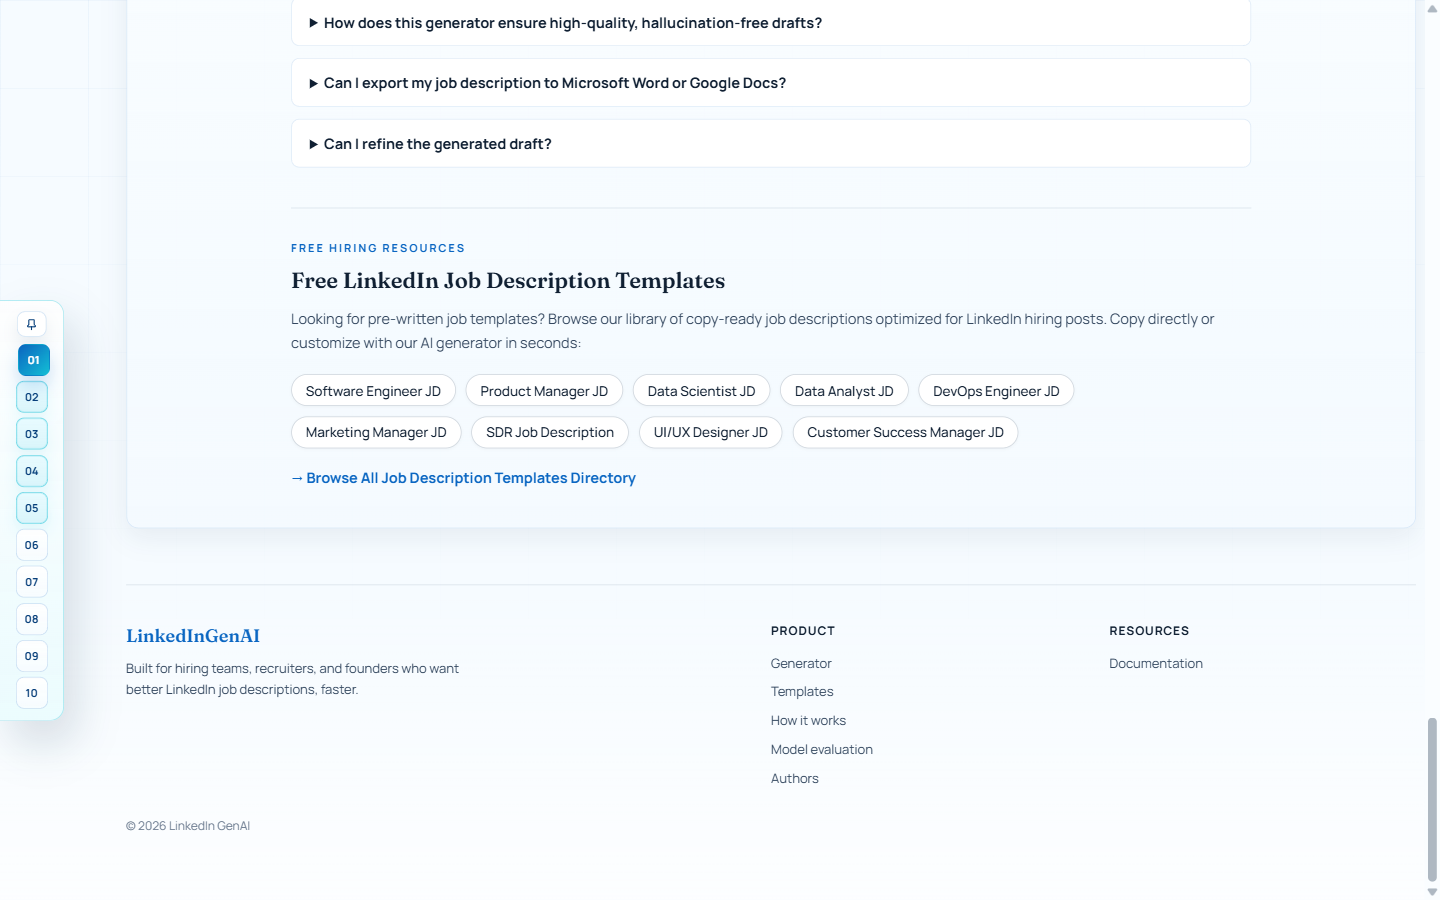 ▶ How does this generator ensure high-quality, hallucination-free drafts?
▶ Can I export my job description to Microsoft Word or Google Docs?
▶ Can I refine the generated draft?
FREE HIRING RESOURCES
Free LinkedIn Job Description Templates
Looking for pre-written job templates? Browse our library of copy-ready job descriptions optimized for LinkedIn hiring posts. Copy directly or
customize with our AI generator in seconds:
Software Engineer JD
Product Manager JD
Data Scientist JD
Data Analyst JD
DevOps Engineer JD
Marketing Manager JD
SDR Job Description
UI/UX Designer JD
Customer Success Manager JD
→ Browse All Job Description Templates Directory
01
02
03
04
05
06
07
08
09
10
LinkedInGenAI
Built for hiring teams, recruiters, and founders who want
better LinkedIn job descriptions, faster.
PRODUCT
Generator
Templates
How it works
Model evaluation
Authors
RESOURCES
Documentation
© 2026 LinkedIn GenAI